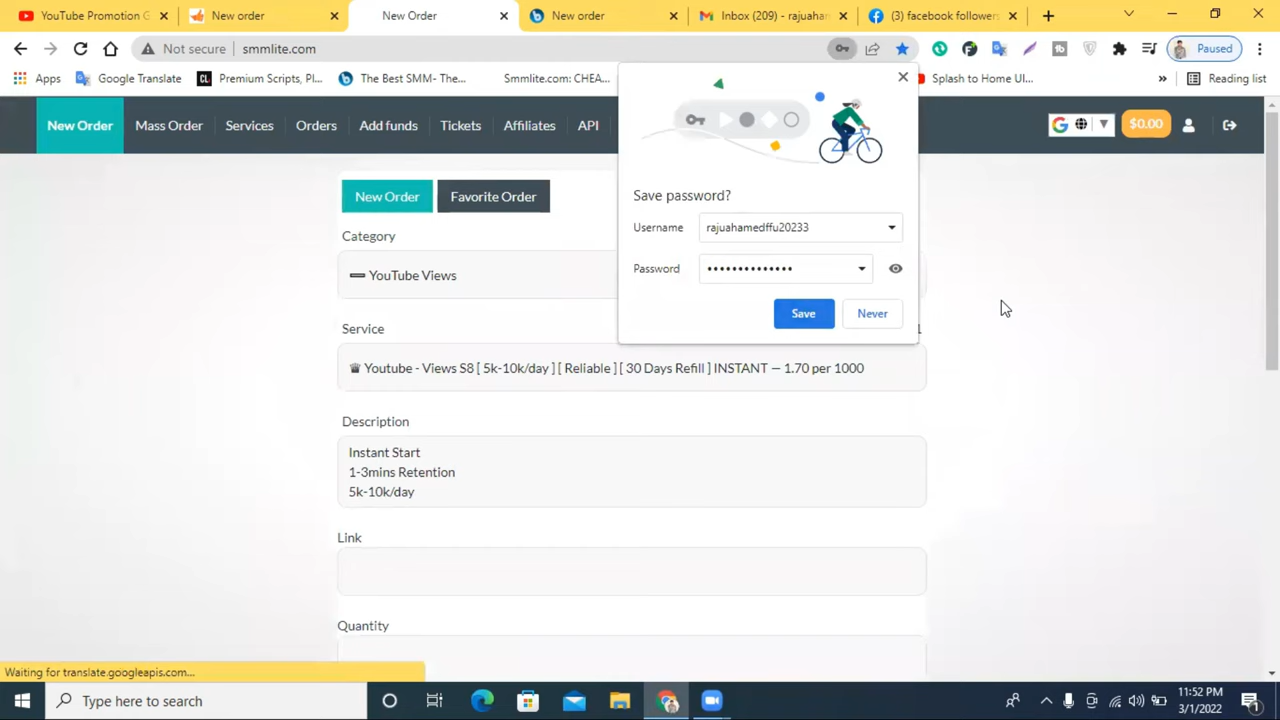 YouTube Promotion G
New order
New Order
New order
Inbox (209) - rajuaham
(3) facebook followers
Not secure
smmlite.com
Paused
Apps
Google Translate
Premium Scripts, Pl...
The Best SMM- The...
Smmlite.com: CHEA...
Splash to Home UI...
»
Reading list
New Order
Mass Order
Services
Orders
Add funds
Tickets
Affiliates
API
$0.00
New Order
Favorite Order
Save password?
Username
rajuahamedffu20233
Password
••••••••••••••
Save
Never
Category
YouTube Views
Service
1
Youtube - Views S8 [ 5k-10k/day ] [ Reliable ] [ 30 Days Refill ] INSTANT — 1.70 per 1000
Description
Instant Start
1-3mins Retention
5k-10k/day
Link
Quantity
Waiting for translate.googleapis.com...
Type here to search
11:52 PM
3/1/2022